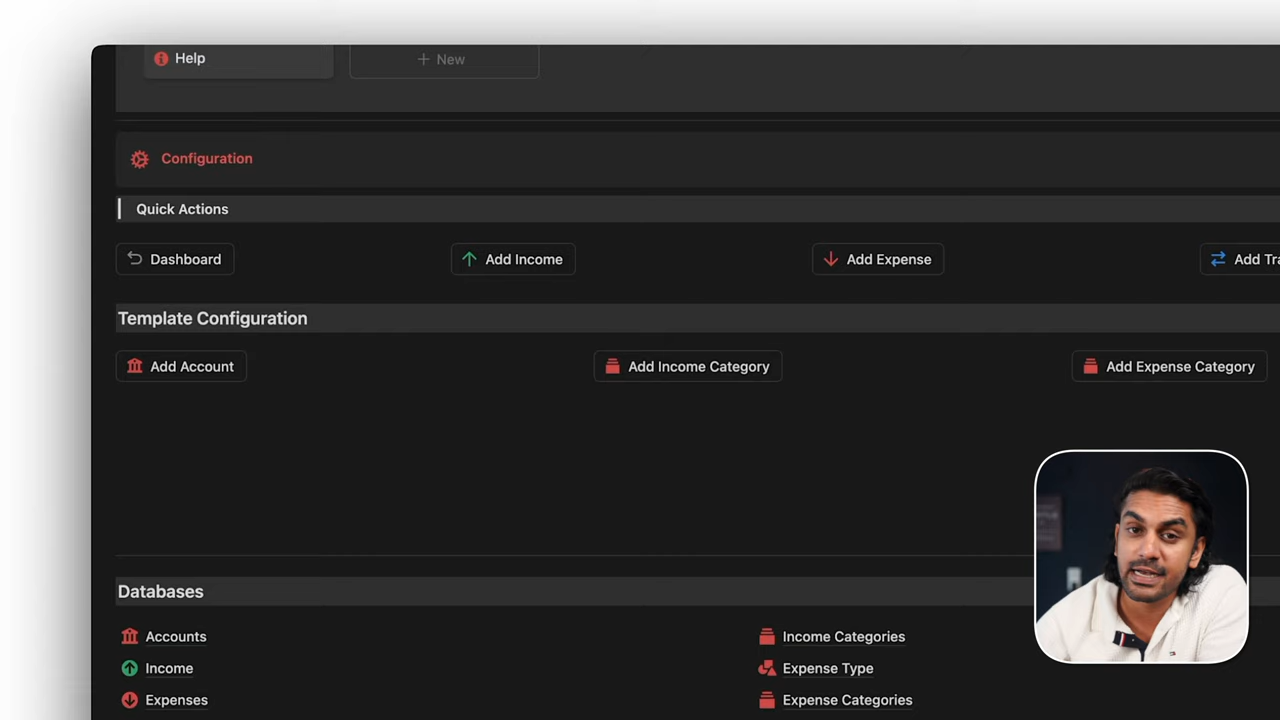 Help
New
Configuration
Quick Actions
Dashboard
Add Income
Add Expense
Add Tra
Template Configuration
Add Account
Add Income Category
Add Expense Category
Databases
Accounts
Income Categories
Income
Expense Type
Expenses
Expense Categories